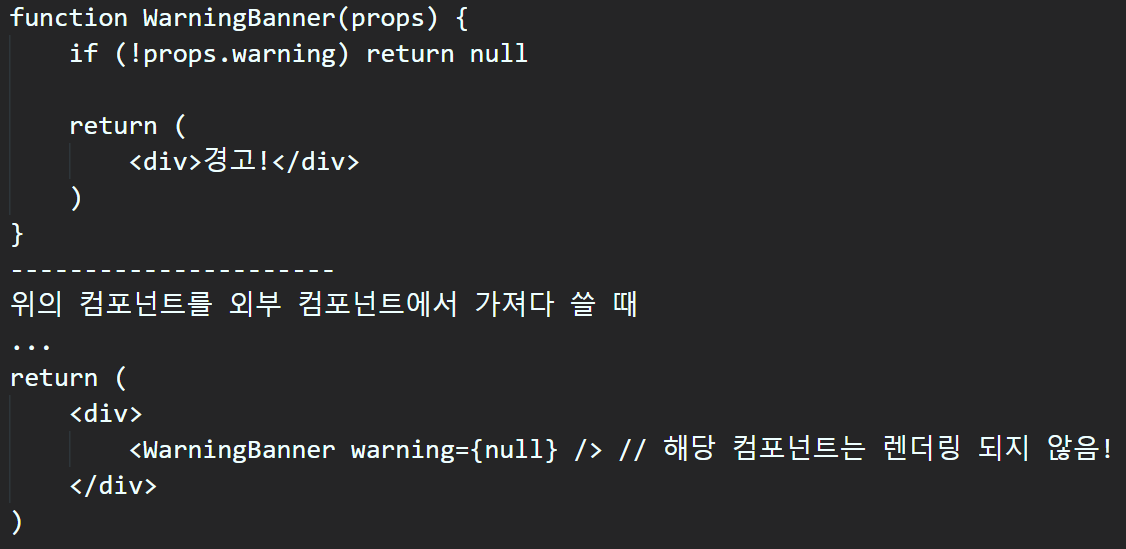 function WarningBanner(props) {
    if (!props.warning) return null

    return (
        <div>경고!</div>
    )
}
----------------------
위의 컴포넌트를 외부 컴포넌트에서 가져다 쓸 때
...
return (
    <div>
        <WarningBanner warning={null} /> // 해당 컴포넌트는 렌더링 되지 않음!
    </div>
)